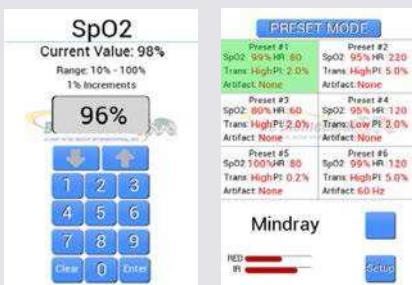 SpO2
Current Value: 98%
Range: 10% - 100%
1% Increments
96%
1 2 3
4 5 6
7 8 9
Clear 0 Enter
PRESET MODE
Preset #1
SpO2: 99% HR: 80
Trans: High PI: 2.0%
Artifact: None
Preset #2
SpO2: 95% HR: 220
Trans: High PI: 5.0%
Artifact: None
Preset #3
SpO2: 80% HR: 60
Trans: High PI: 2.0%
Artifact: None
Preset #4
SpO2: 95% HR: 120
Trans: Low PI: 2.0%
Artifact: None
Preset #5
SpO2: 100% HR: 80
Trans: High PI: 0.2%
Artifact: None
Preset #6
SpO2: 99% HR: 120
Trans: High PI: 5.0%
Artifact: 60 Hz
Mindray
RED
IR
Setup